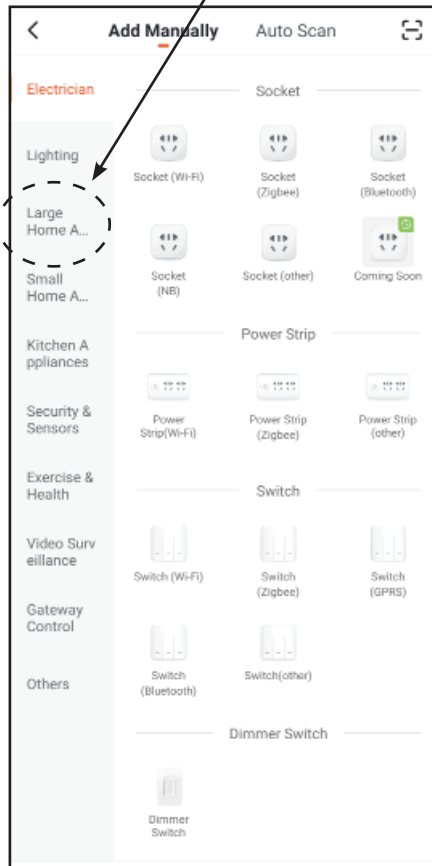 Add Manually Auto Scan
Electrician
Lighting
Large
Home A...
Small
Home A...
Kitchen A
ppliances
Security &
Sensors
Exercise &
Health
Video Surv
eillance
Gateway
Control
Others
Socket
Socket (Wi-Fi)
Socket
(Zigbee)
Socket
(Bluetooth)
Socket
(NB)
Socket (other)
Coming Soon
Power Strip
Power
Strip(Wi-Fi)
Power Strip
(Zigbee)
Power Strip
(other)
Switch
Switch (Wi-Fi)
Switch
(Zigbee)
Switch
(GPRS)
Switch
(Bluetooth)
Switch(other)
Dimmer Switch
Dimmer
Switch